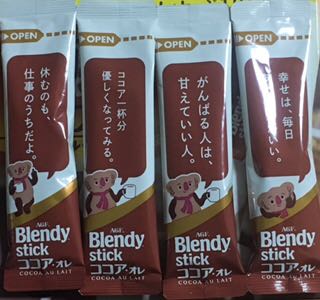 OPEN
休むのも、
仕事のうちだよ。
AGF
Blendy
stick
ココア・オレ
COCOA AU LAIT
OPEN
ココア一杯分
優しくなってみる。
AGF
Blendy
stick
ココア・オレ
COCOA AU LAIT
OPEN
がんばる人は、
甘えていい人。
AGF
Blendy
stick
ココア・オレ
COCOA AU LAIT
OPEN
幸せは、毎日
いい。
AGF
Blendy
stick
ココア・オレ
COCOA AU LAIT